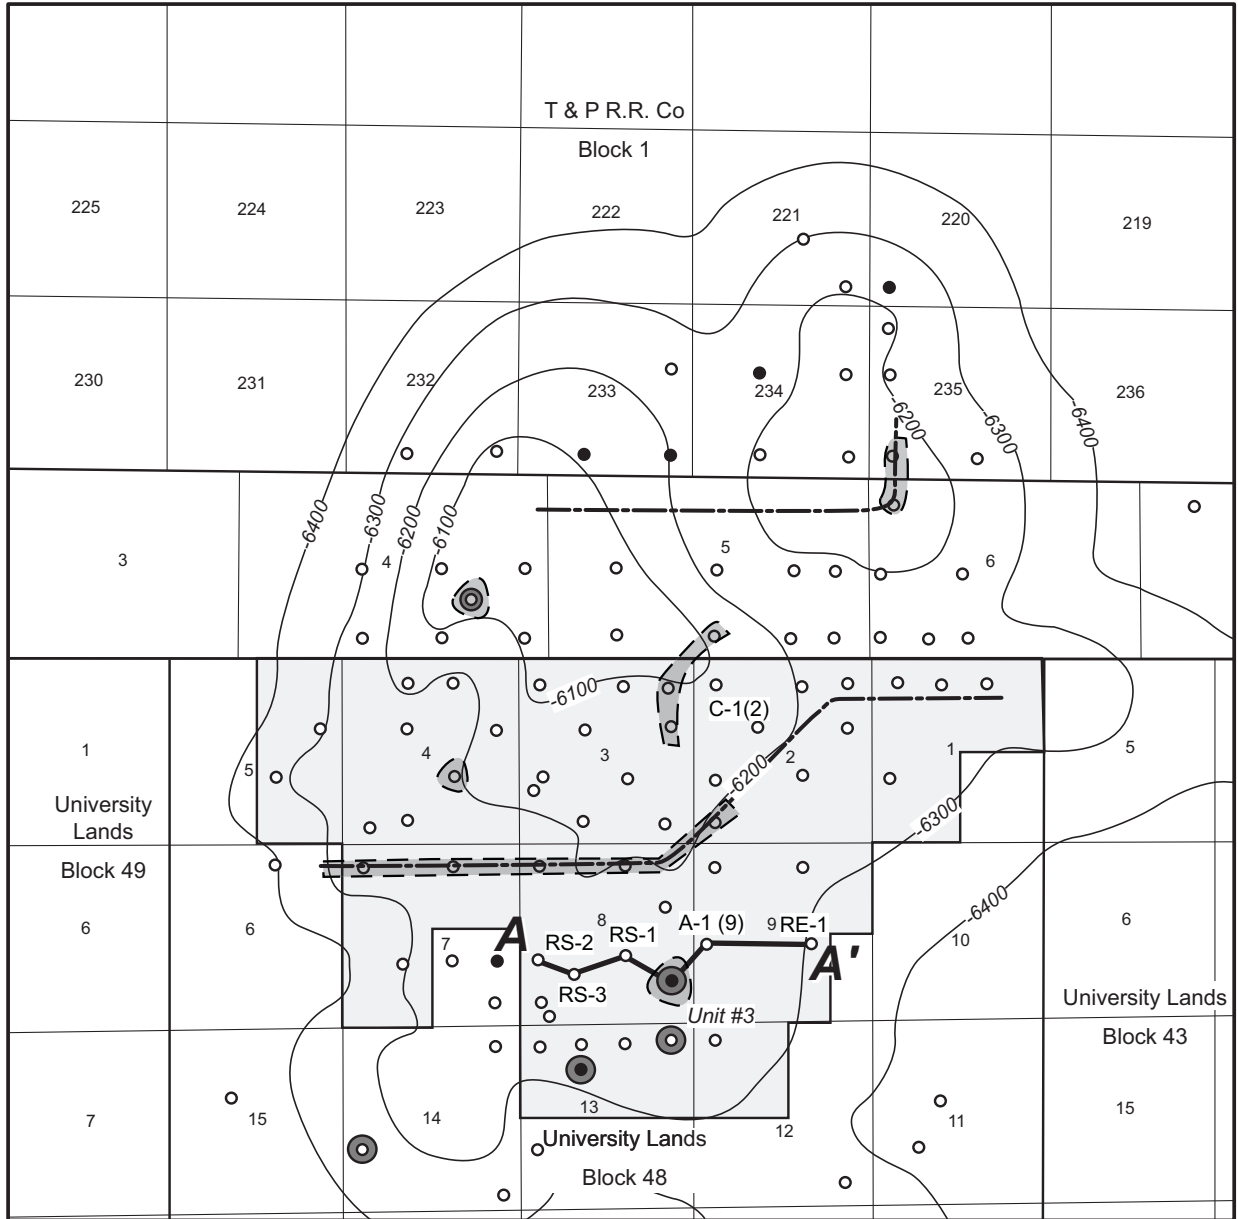 T & P R.R. Co
Block 1
225
224
223
222
221
220
219
230
231
232
233
234
235
236
-6200
-6300
-6400
-6400
-6300
-6200
-6100
3
4
5
6
-6100
C-1(2)
1
5
4
3
2
1
5
-6200
-6300
University
Lands
Block 49
-6400
6
6
7
8
9
10
6
A
RS-2
RS-1
A-1 (9)
RE-1
A'
RS-3
Unit #3
University Lands
Block 43
7
15
14
13
12
11
15
University Lands
Block 48